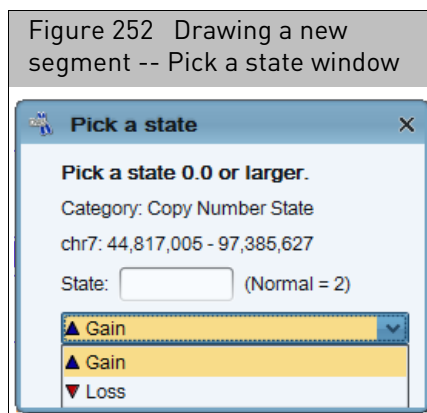 Figure 252 Drawing a new
segment -- Pick a state window
Pick a state
Pick a state 0.0 or larger.
Category: Copy Number State
chr7: 44,817,005 - 97,385,627
State: (Normal = 2)
Gain
Gain
Loss